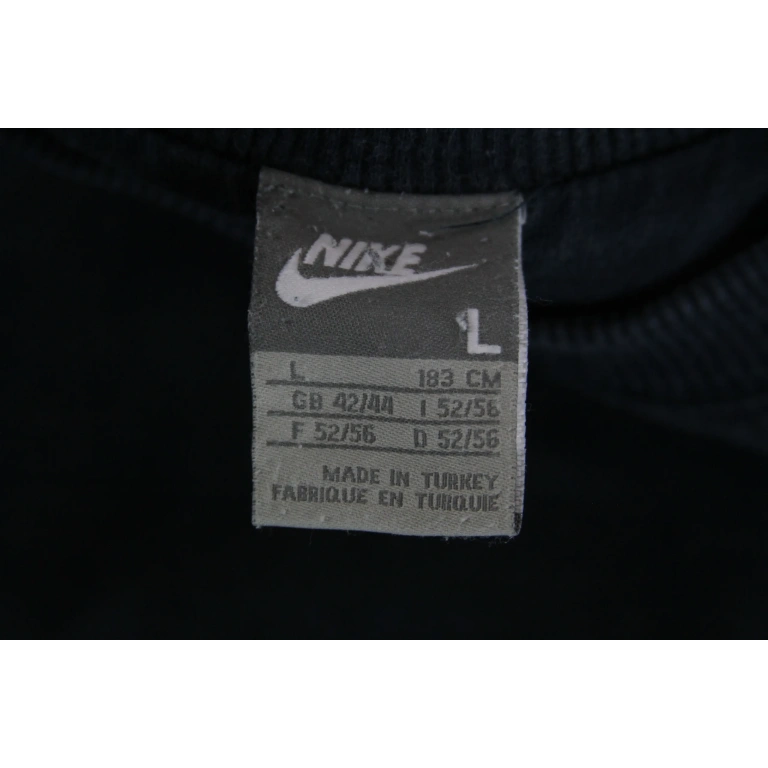 NIKE
L
L 183 CM
GB 42/44 I 52/56
F 52/56 D 52/56
MADE IN TURKEY
FABRIQUE EN TURQUIE